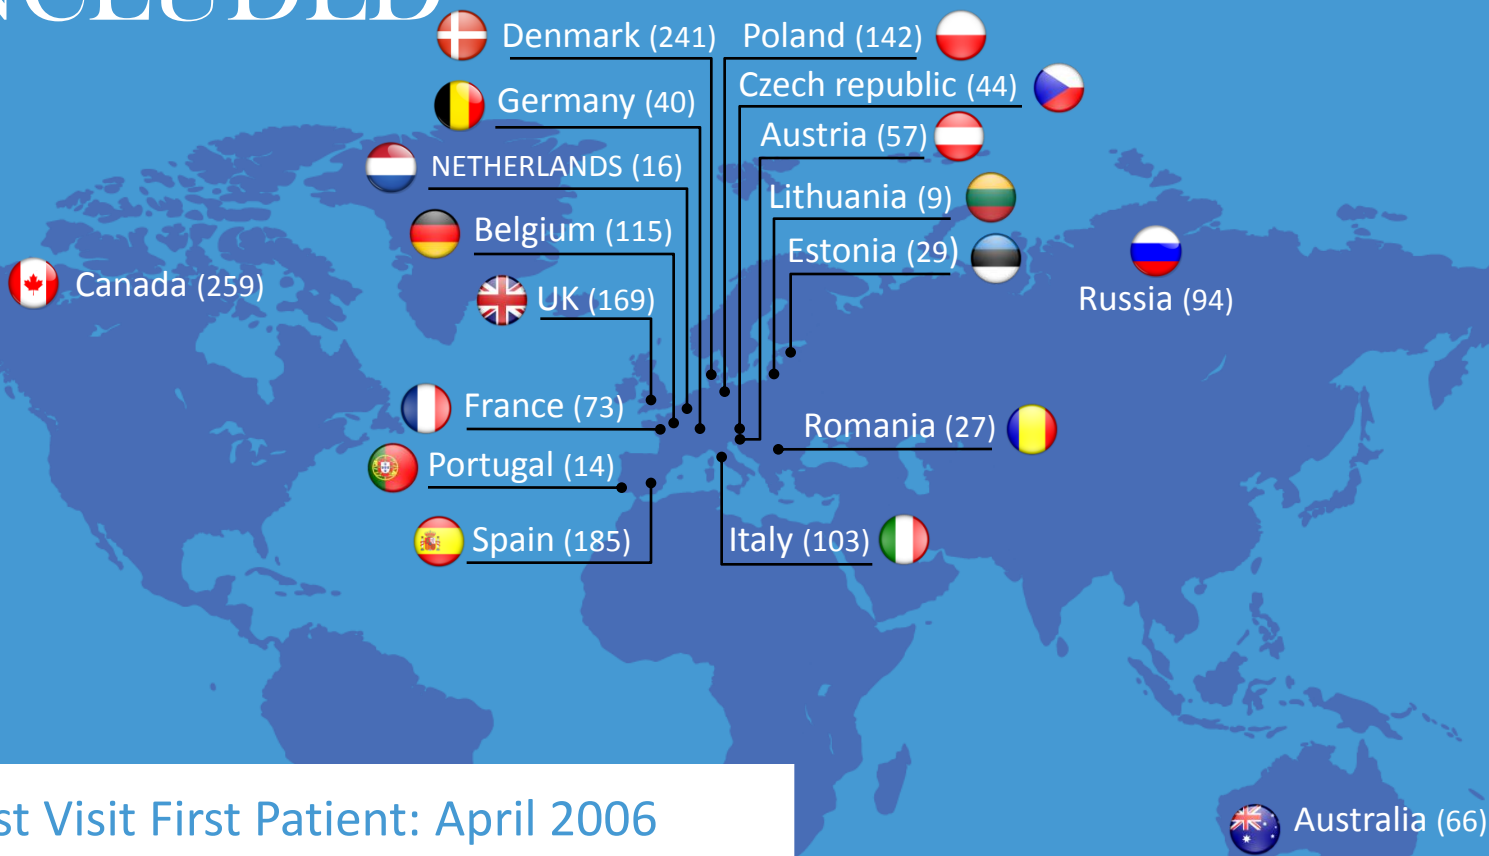 Denmark (241)
Poland (142)
Czech republic (44)
Germany (40)
Austria (57)
NETHERLANDS (16)
Lithuania (9)
Belgium (115)
Estonia (29)
Canada (259)
UK (169)
Russia (94)
France (73)
Romania (27)
Portugal (14)
Spain (185)
Italy (103)
Visit First Patient: April 2006
Australia (66)